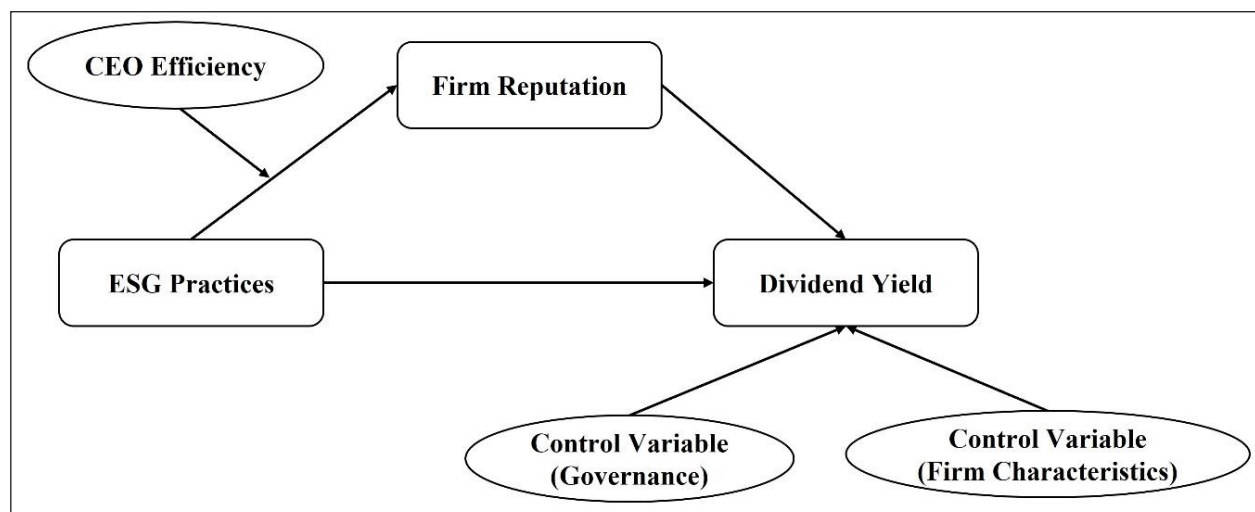 CEO Efficiency
Firm Reputation
ESG Practices
Dividend Yield
Control Variable
(Governance)
Control Variable
(Firm Characteristics)